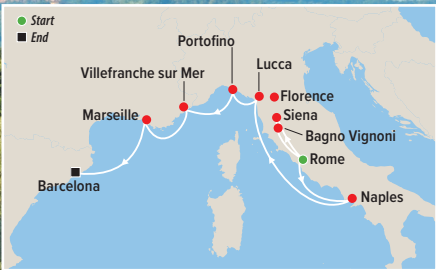 Start
End
Portofino
Lucca
Villefranche sur Mer
Florence
Marseille
Siena
Bagno Vignoni
Rome
Barcelona
Naples